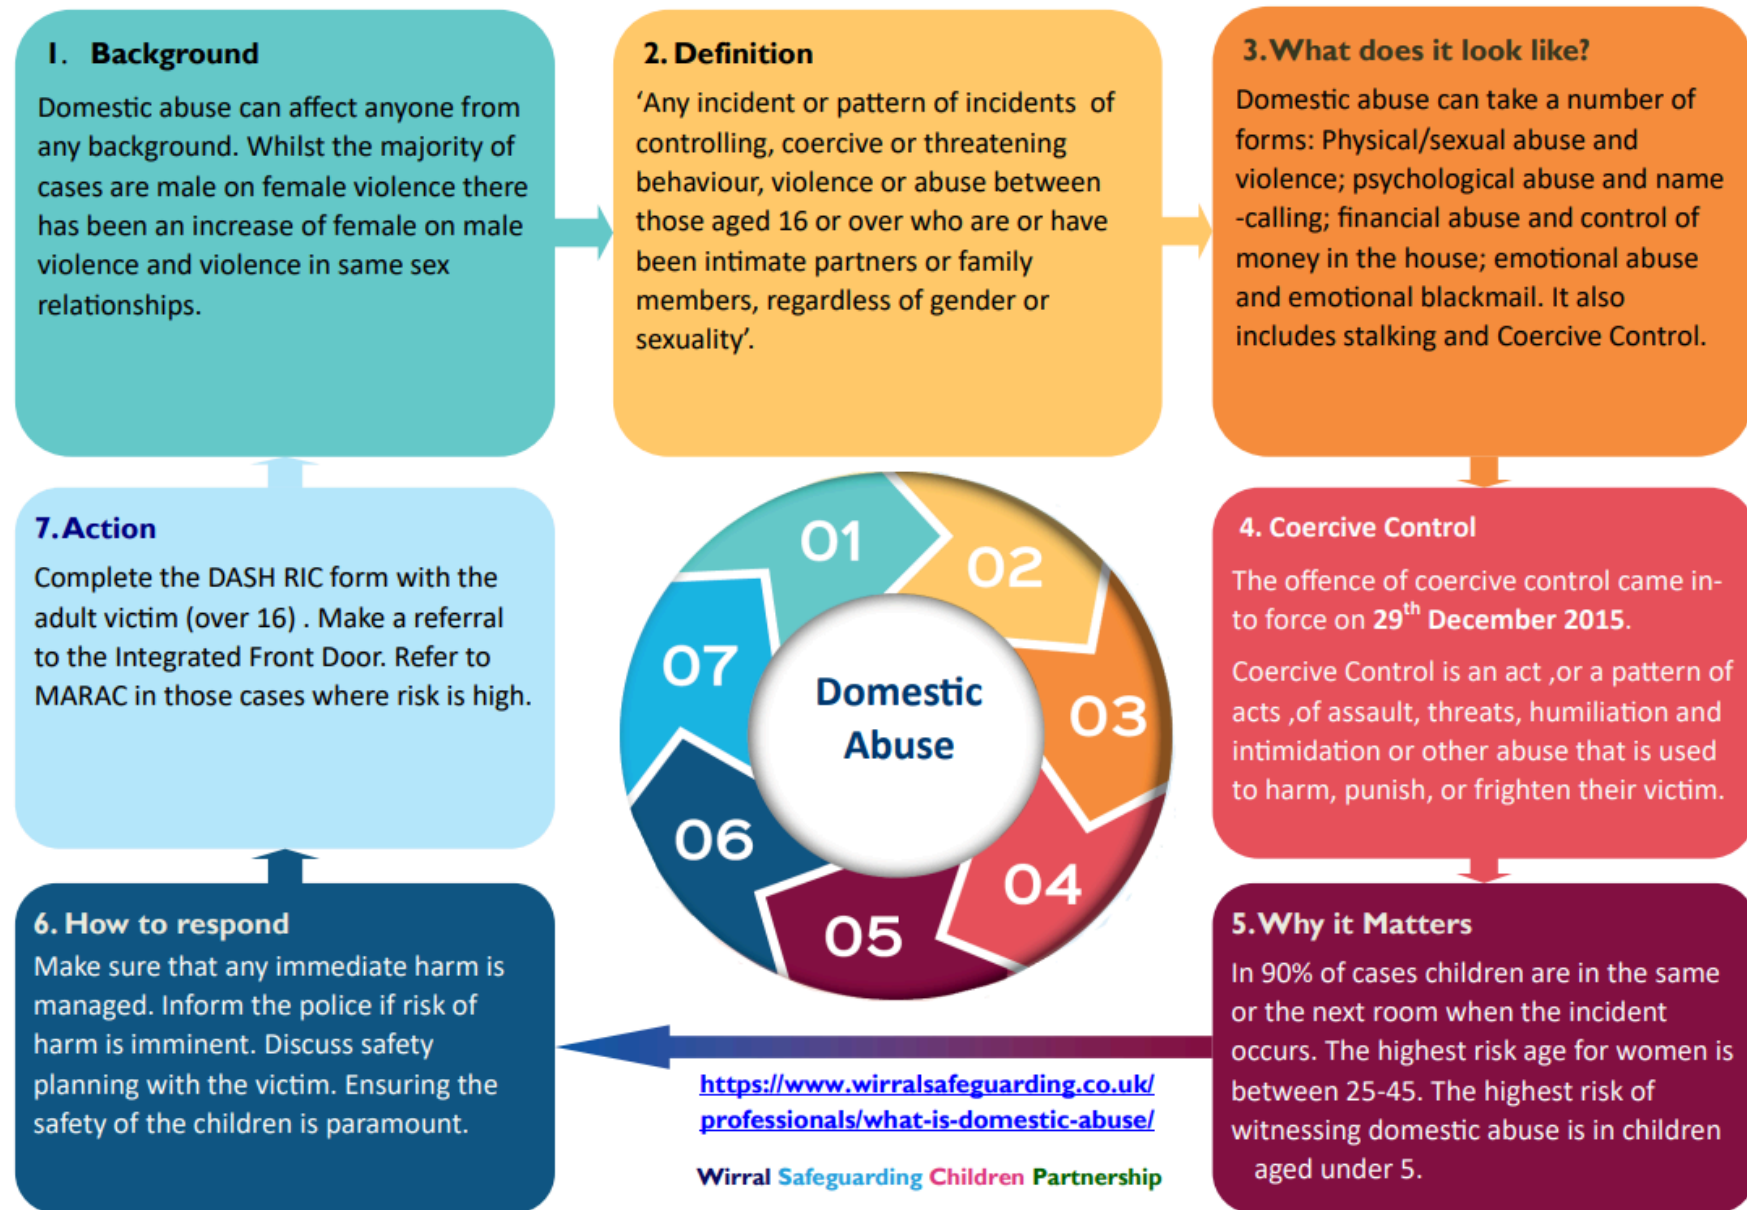 1. Background
Domestic abuse can affect anyone from
any background. Whilst the majority of
cases are male on female violence there
has been an increase of female on male
violence and violence in same sex
relationships.
2. Definition
‘Any incident or pattern of incidents of
controlling, coercive or threatening
behaviour, violence or abuse between
those aged 16 or over who are or have
been intimate partners or family
members, regardless of gender or
sexuality’.
3. What does it look like?
Domestic abuse can take a number of
forms: Physical/sexual abuse and
violence; psychological abuse and name
-calling; financial abuse and control of
money in the house; emotional abuse
and emotional blackmail. It also
includes stalking and Coercive Control.
4. Coercive Control
The offence of coercive control came in-
to force on 29th December 2015.
Coercive Control is an act ,or a pattern of
acts ,of assault, threats, humiliation and
intimidation or other abuse that is used
to harm, punish, or frighten their victim.
5. Why it Matters
In 90% of cases children are in the same
or the next room when the incident
occurs. The highest risk age for women is
between 25-45. The highest risk of
witnessing domestic abuse is in children
aged under 5.
6. How to respond
Make sure that any immediate harm is
managed. Inform the police if risk of
harm is imminent. Discuss safety
planning with the victim. Ensuring the
safety of the children is paramount.
7. Action
Complete the DASH RIC form with the
adult victim (over 16) . Make a referral
to the Integrated Front Door. Refer to
MARAC in those cases where risk is high.
01
02
03
04
05
06
07
Domestic
Abuse
https://www.wirralsafeguarding.co.uk/
professionals/what-is-domestic-abuse/
Wirral Safeguarding Children Partnership